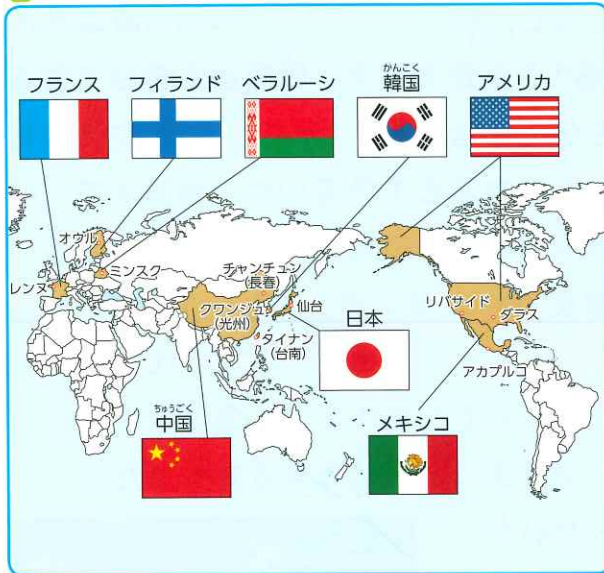 フランス
フィランド
ベラルーシ
かんこく
韓国
アメリカ
オウル
レンヌ
ミンスク
チャンチュン
(長春)
クワンジュ
(光州)
仙台
タイナン
(台南)
日本
リバサイド
ダラス
アカプルコ
ちゅうごく
中国
メキシコ